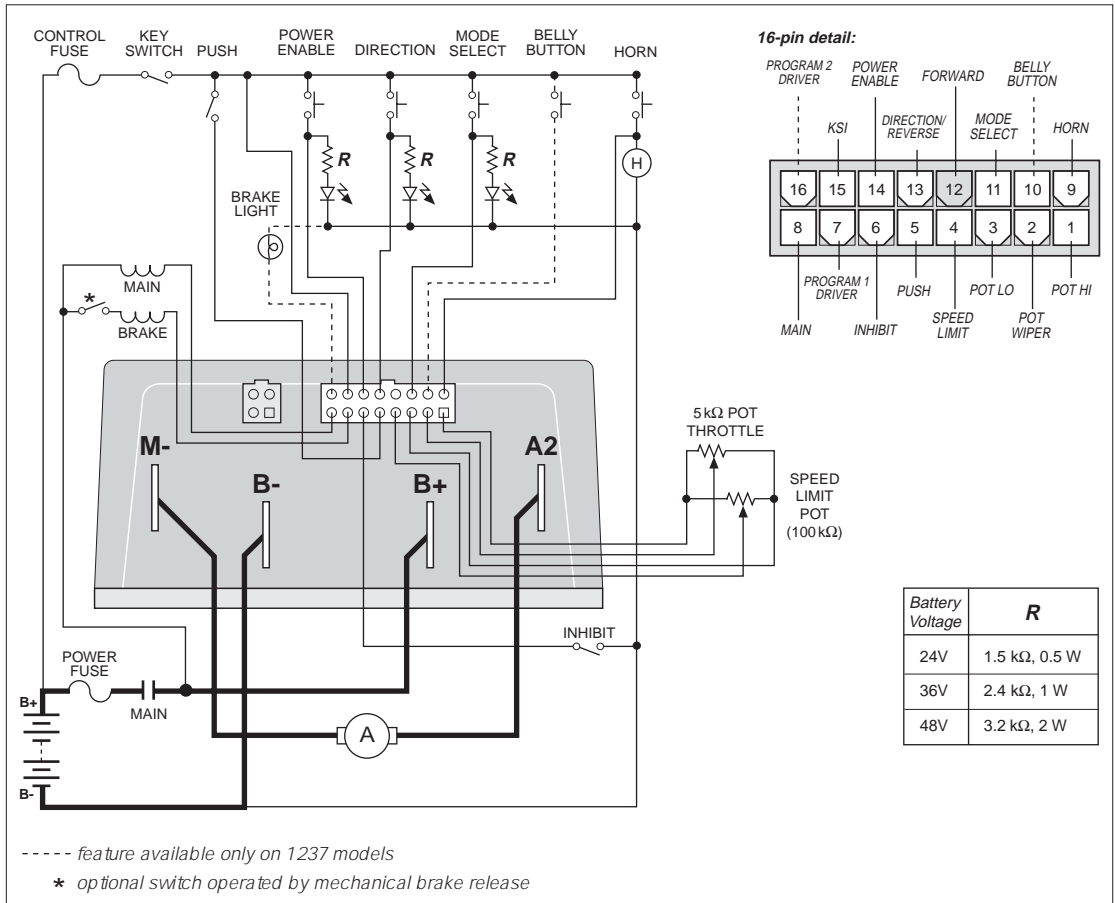 CONTROL
FUSE
KEY
SWITCH
PUSH
POWER
ENABLE
DIRECTION
MODE
SELECT
BELLY
BUTTON
HORN
R
R
R
H
BRAKE
LIGHT
MAIN
*
BRAKE
M-
B-
B+
A2
5 kΩ POT
THROTTLE
SPEED
LIMIT
POT
(100 kΩ)
INHIBIT
POWER
FUSE
MAIN
B+
B-
A
16-pin detail:
PROGRAM 2
DRIVER
POWER
ENABLE
FORWARD
BELLY
BUTTON
KSI
DIRECTION/
REVERSE
MODE
SELECT
HORN
16 15 14 13 12 11 10 9
8 7 6 5 4 3 2 1
PROGRAM 1
DRIVER
PUSH
POT LO
POT HI
MAIN
INHIBIT
SPEED
LIMIT
POT
WIPER
Battery
Voltage
R
24V 1.5 kΩ, 0.5 W
36V 2.4 kΩ, 1 W
48V 3.2 kΩ, 2 W
----- feature available only on 1237 models
* optional switch operated by mechanical brake release